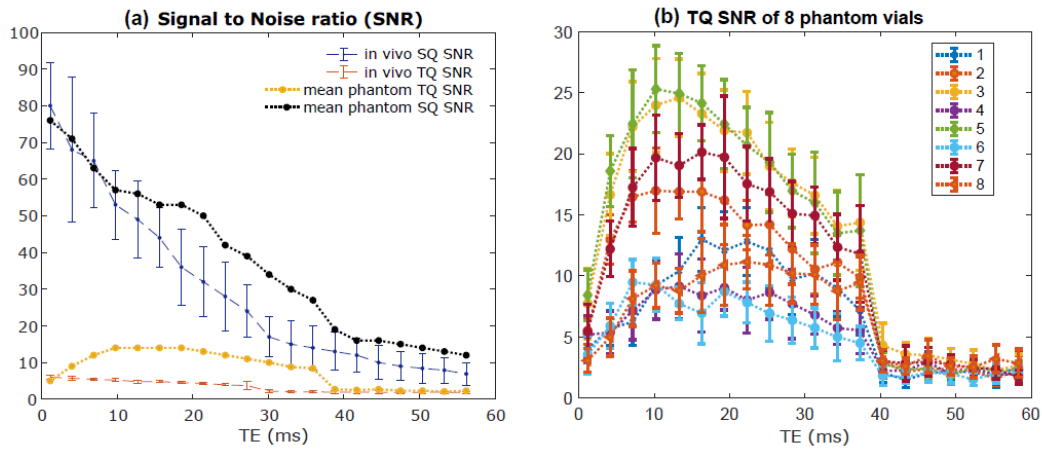 (a) Signal to Noise ratio (SNR)
100
90
80
70
60
50
40
30
20
10
0
0 10 20 30 40 50 60
TE (ms)
in vivo SQ SNR
in vivo TQ SNR
mean phantom TQ SNR
mean phantom SQ SNR
(b) TQ SNR of 8 phantom vials
30
25
20
15
10
5
0
0 10 20 30 40 50 60
TE (ms)
1
2
3
4
5
6
7
8